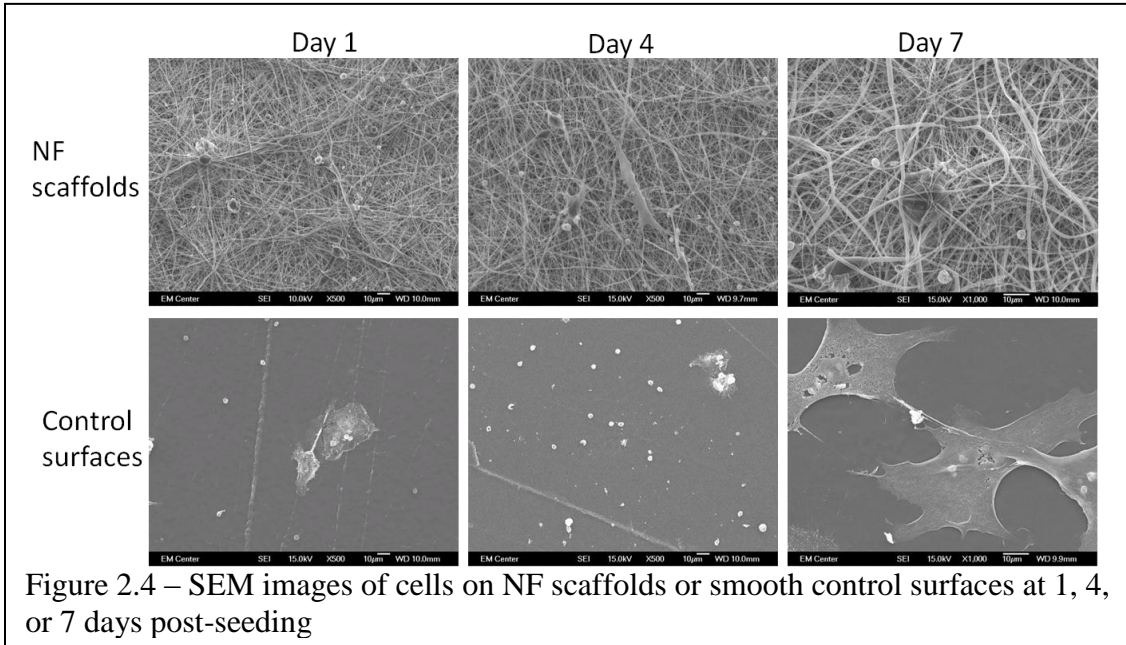 Day 1 Day 4 Day 7
NF
scaffolds
EM Center SEI 10.0kV X500 10µm WD 10.0mm
EM Center SEI 15.0kV X500 10µm WD 9.7mm
EM Center SEI 15.0kV X1,000 10µm WD 10.0mm
Control
surfaces
EM Center SEI 15.0kV X500 10µm WD 10.0mm
EM Center SEI 15.0kV X500 10µm WD 10.0mm
EM Center SEI 15.0kV X1,000 10µm WD 9.9mm
Figure 2.4 – SEM images of cells on NF scaffolds or smooth control surfaces at 1, 4,
or 7 days post-seeding